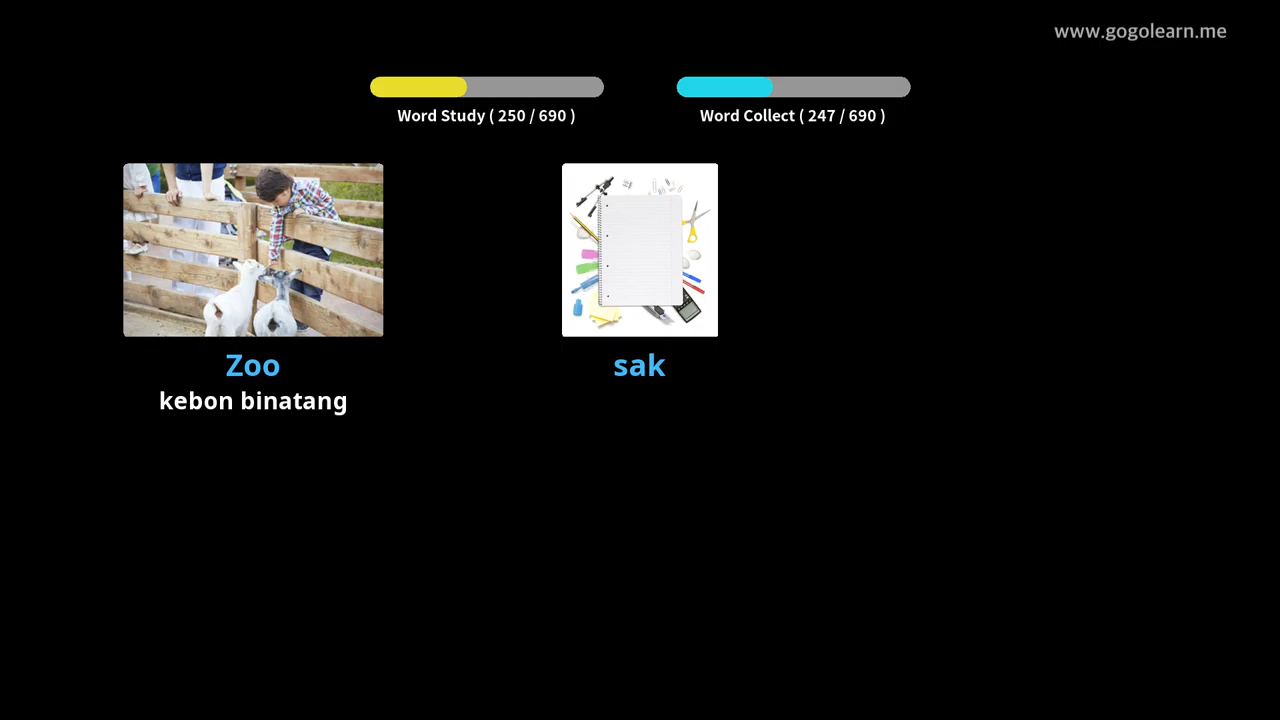 www.gogolearn.me
Word Study ( 250 / 690 )
Word Collect ( 247 / 690 )
Zoo
kebon binatang
sak